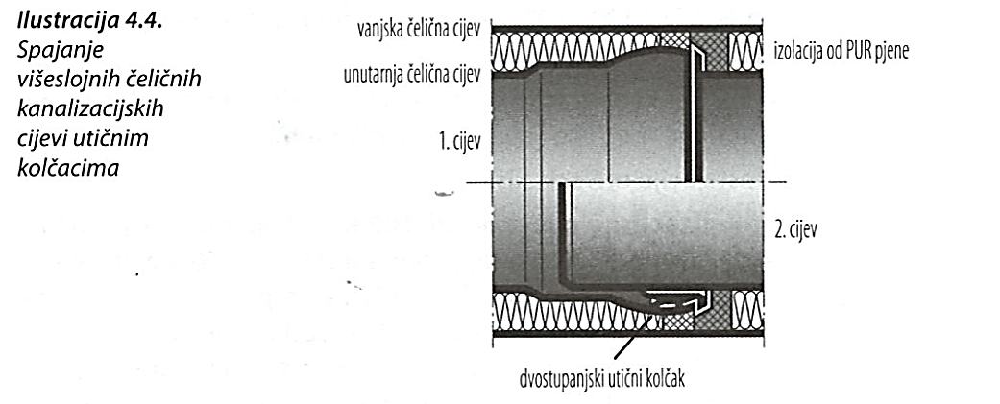 Ilustracija 4.4.
Spajanje
višeslojnih čeličnih
kanalizacijskih
cijevi utičnim
kolčacima
vanjska čelična cijev
unutarnja čelična cijev
1. cijev
izolacija od PUR pjene
2. cijev
dvostupanjski utični kolčak